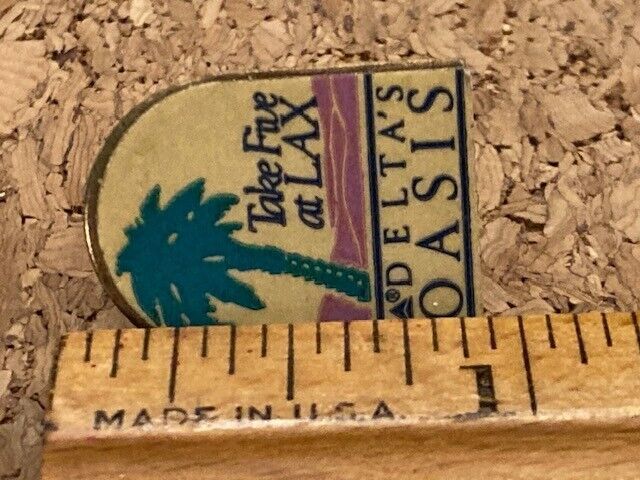 Take Five
at LAX
®DELTA'S
OASIS
1
MADE IN U.S.A.